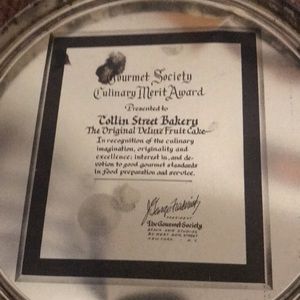 Gourmet Society
Culinary Merit Award
Presented to
Collin Street Bakery
The Original Deluxe Fruit Cake
In recognition of the culinary
imagination, originality and
excellence; interest in, and de-
votion to good gourmet standards
in food preparation and service.
PRESIDENT
The Gourmet Society